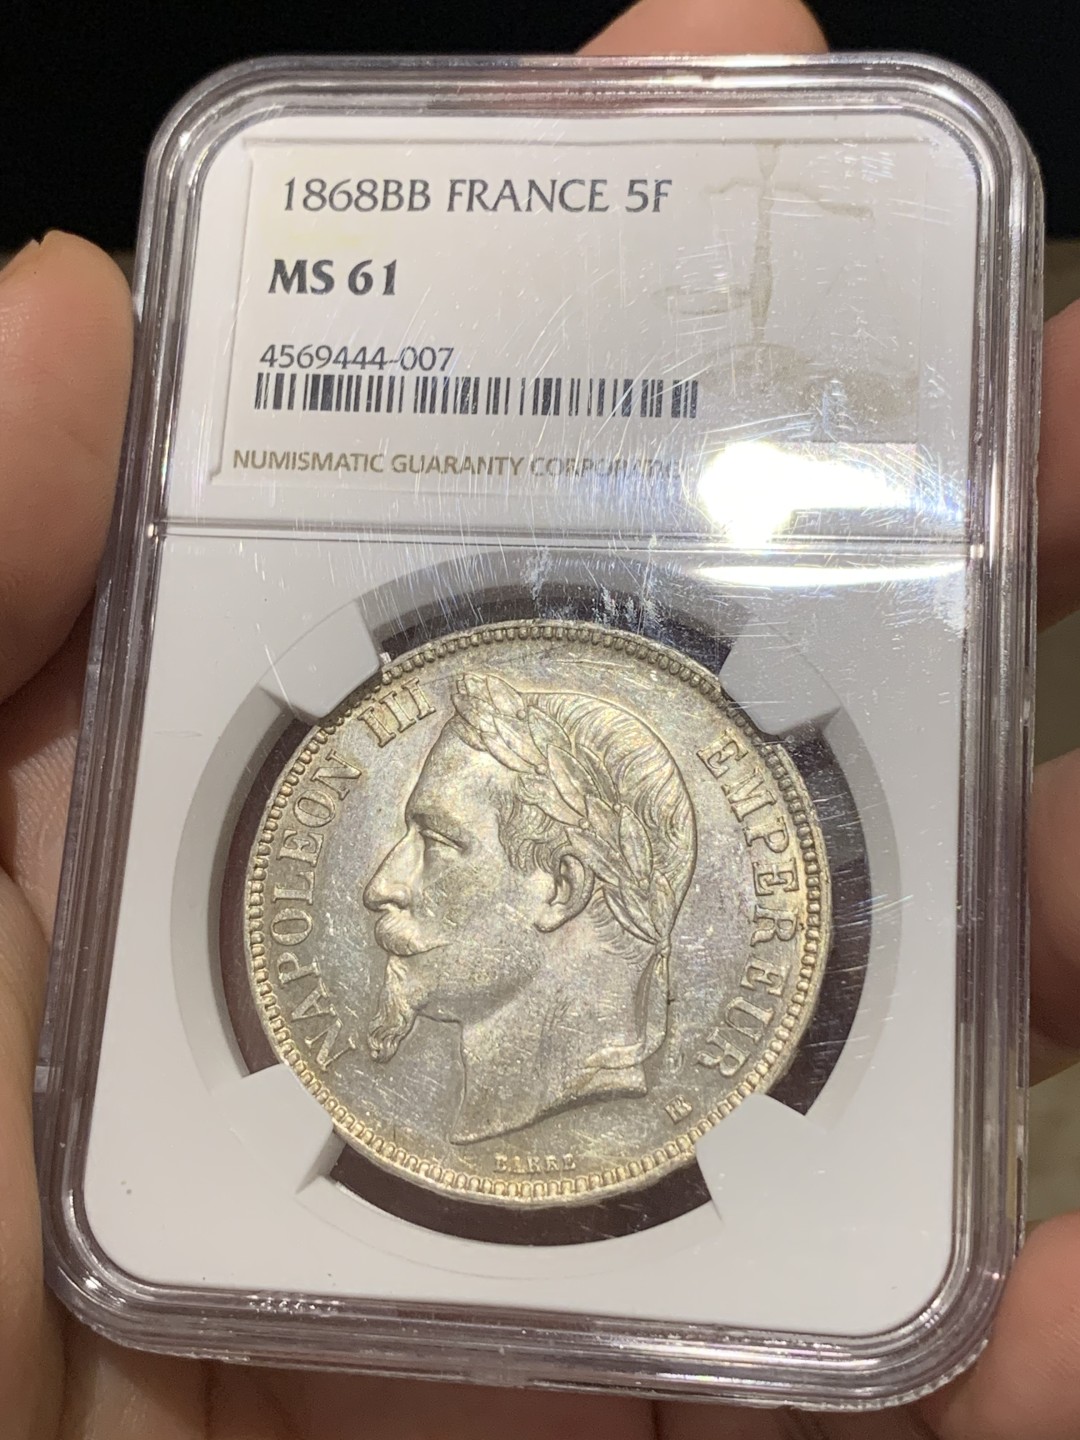 1868BB FRANCE 5F
MS 61
4569444-007
NUMISMATIC GUARANTY CORPORATION
NAPOLEON III
EMPEREUR
BB
BARRE